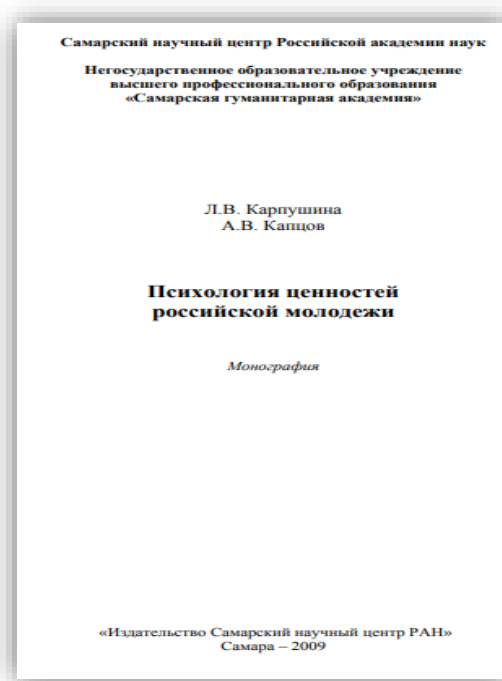 Самарский научный центр Российской академии наук
Негосударственное образовательное учреждение
высшего профессионального образования
«Самарская гуманитарная академия»
Л.В. Карпушина
А.В. Капцов
Психология ценностей
российской молодежи
Монография
«Издательство Самарский научный центр РАН»
Самара – 2009